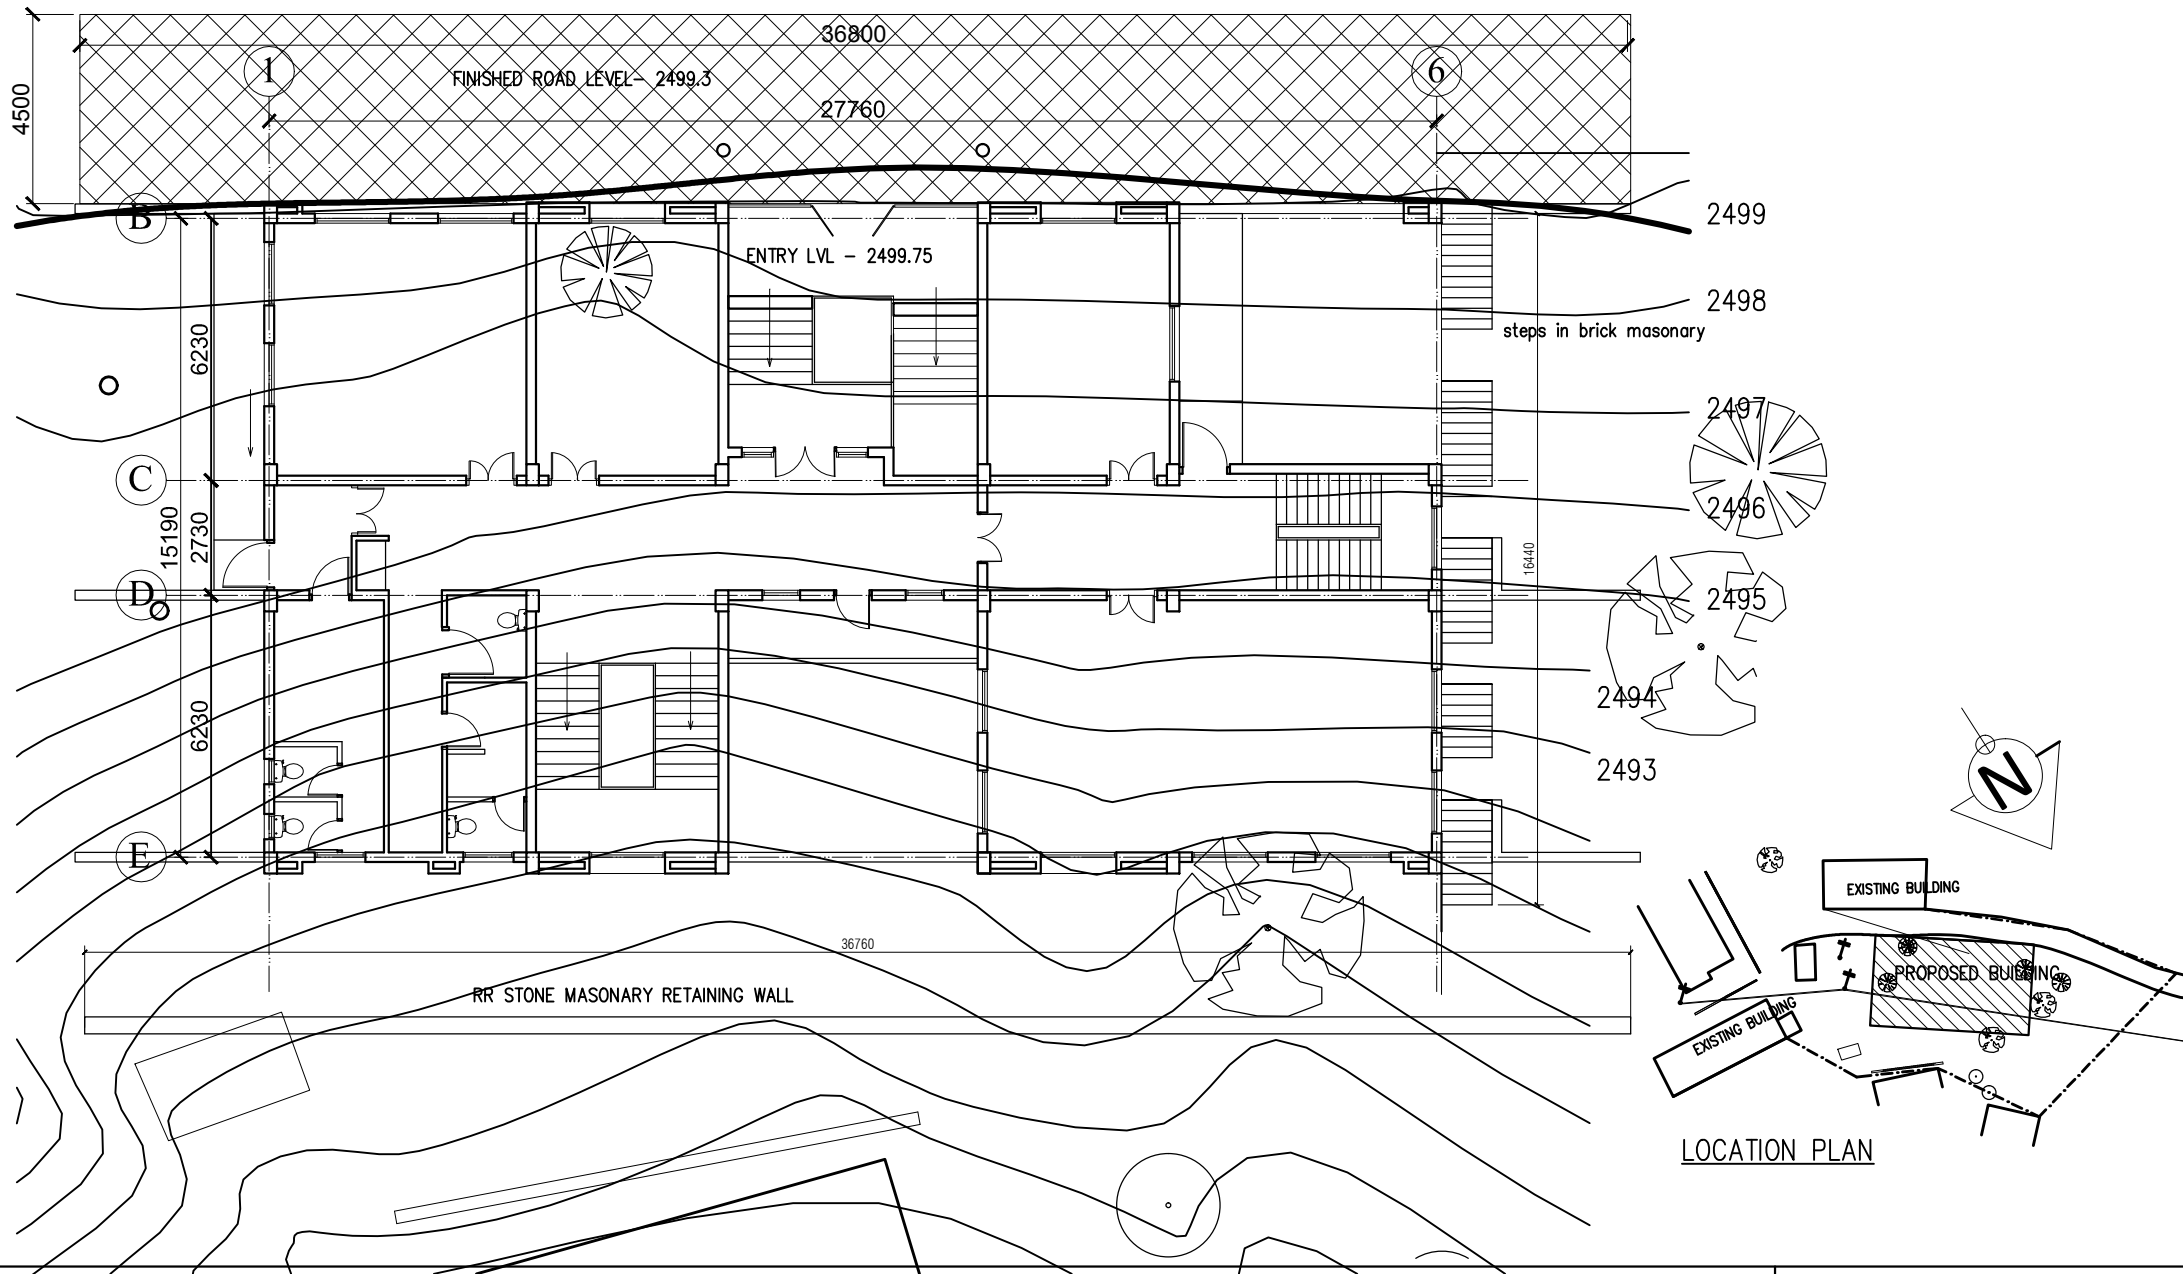 36800
1
6
FINISHED ROAD LEVEL- 2499.3
4500
27760
B
2499
ENTRY LVL - 2499.75
2498
steps in brick masonary
6230
2497
C
2496
15190
2730
16440
D
2495
2494
6230
2493
N
E
EXISTING BUILDING
36760
PROPOSED BUILDING
RR STONE MASONARY RETAINING WALL
EXISTING BUILDING
LOCATION PLAN